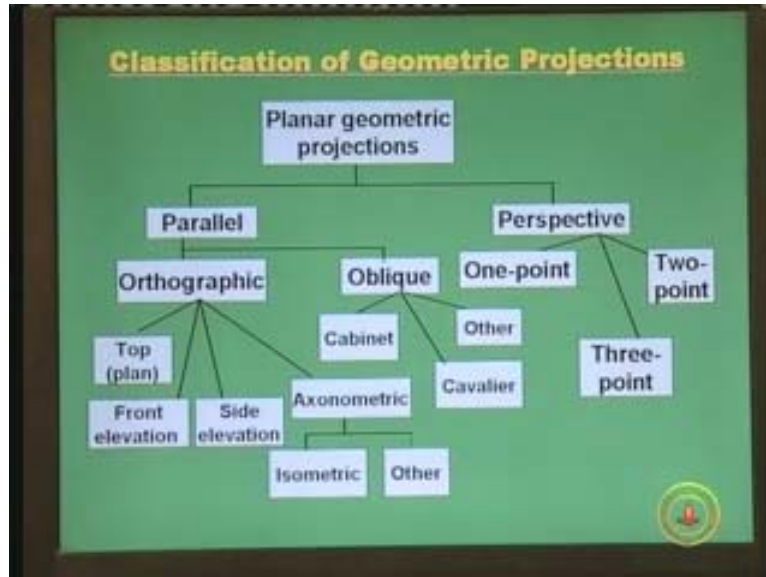 Classification of Geometric Projections
Planar geometric
projections
Parallel
Perspective
Orthographic
Oblique
One-point
Two-
point
Top
(plan)
Cabinet
Other
Three-
point
Front
elevation
Side
elevation
Axonometric
Cavalier
Isometric
Other